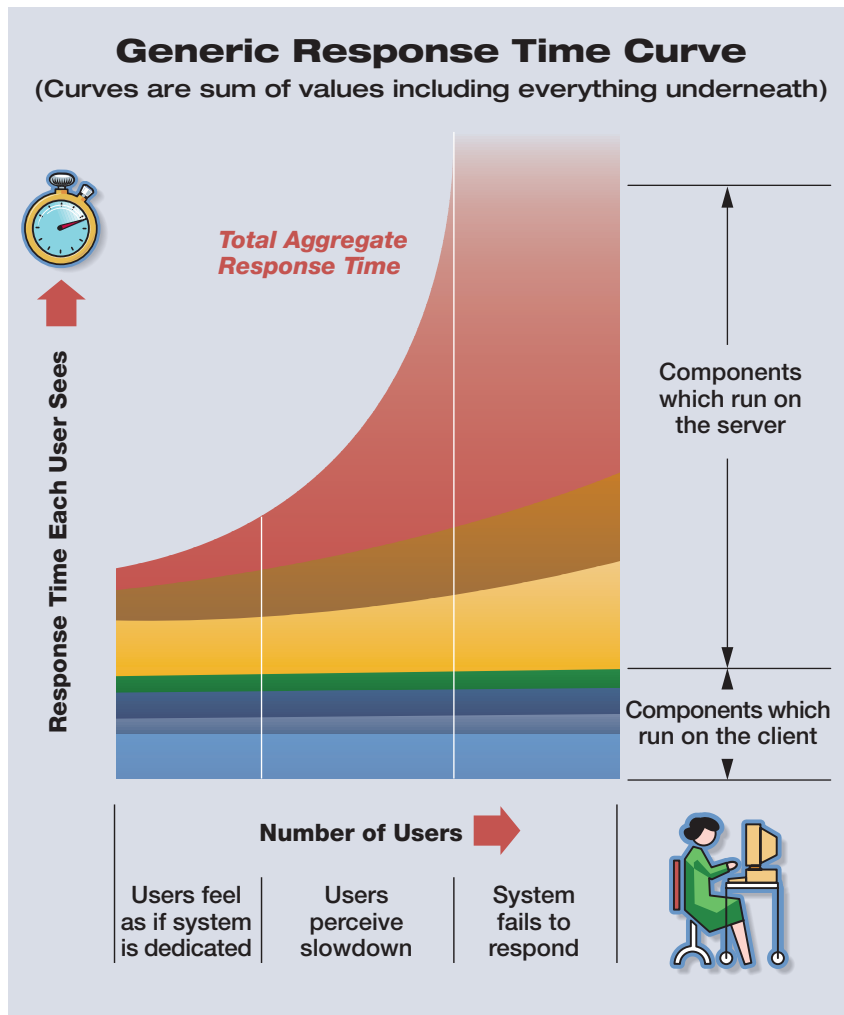 Generic Response Time Curve
(Curves are sum of values including everything underneath)
Total Aggregate
Response Time
Response Time Each User Sees
Components
which run on
the server
Components which
run on the client
Number of Users
Users feel
as if system
is dedicated
Users
perceive
slowdown
System
fails to
respond